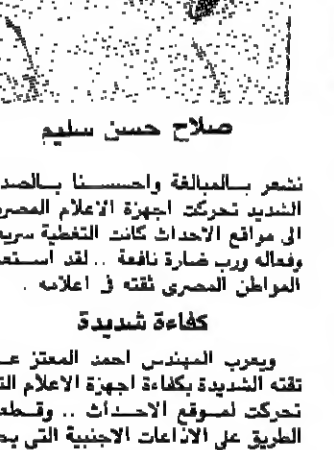 صلاح حسن سليم
نشعر بالمبالغة واحسسنا بالصد
الشديد تحركت اجهزة الاعلام المصر
الى مواقع الاحداث كانت التغطية سريع
وفعاله ورب ضارة نافعة .. لقد استع
المواطن المصرى ثقته فى اعلامه .
كفاءة شديدة
ويعرب المهندس احمد المعتز عـ
ثقته الشديدة بكفاءة اجهزة الاعلام الت
تحركت لموقع الاحداث .. وقطع
الطريق على الاذاعات الاجنبية التى